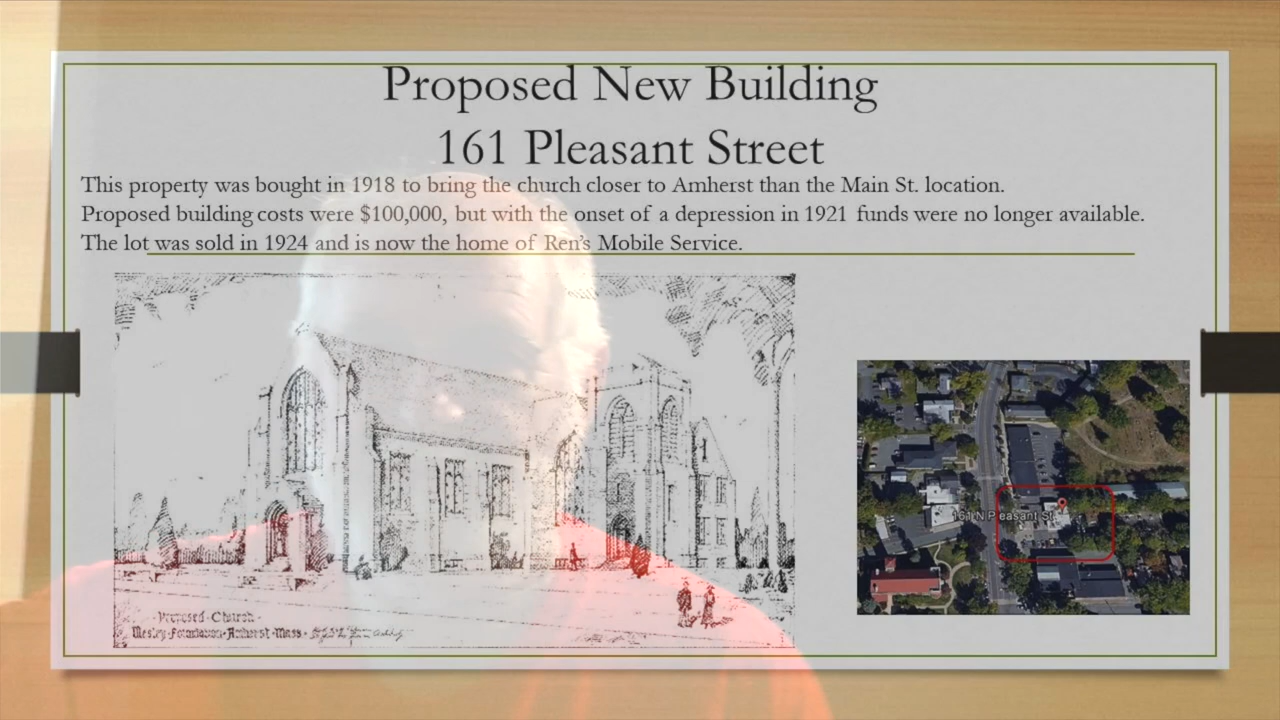 Proposed New Building
161 Pleasant Street
This property was bought in 1918 to bring the church closer to Amherst than the Main St. location.
Proposed building costs were $100,000, but with the onset of a depression in 1921 funds were no longer available.
The lot was sold in 1924 and is now the home of Ren's Mobile Service.
161 N Pleasant St
Proposed · Church ·
Wesley · Foundation · Amherst · Mass ·